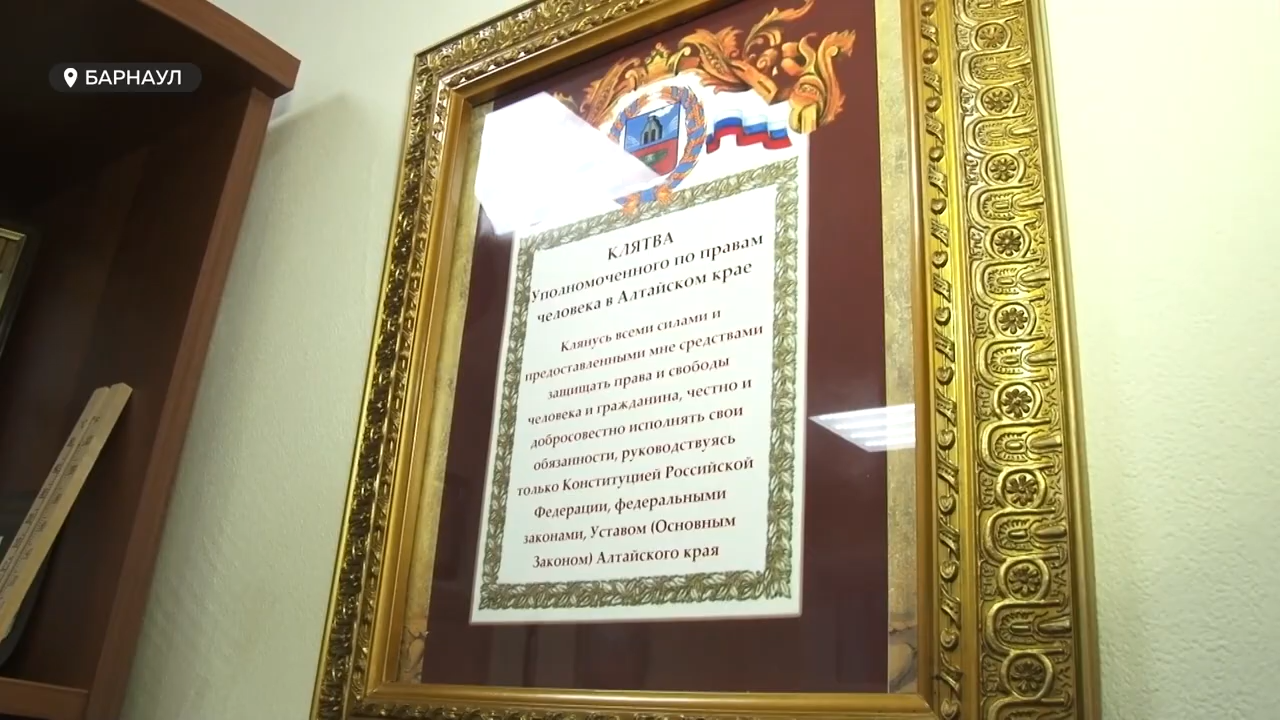 БАРНАУЛ
КЛЯТВА
Уполномоченного по правам
человека в Алтайском крае
Клянусь всеми силами и
предоставленными мне средствами
защищать права и свободы
человека и гражданина, честно и
добросовестно исполнять свои
обязанности, руководствуясь
только Конституцией Российской
Федерации, федеральными
законами, Уставом (Основным
Законом) Алтайского края